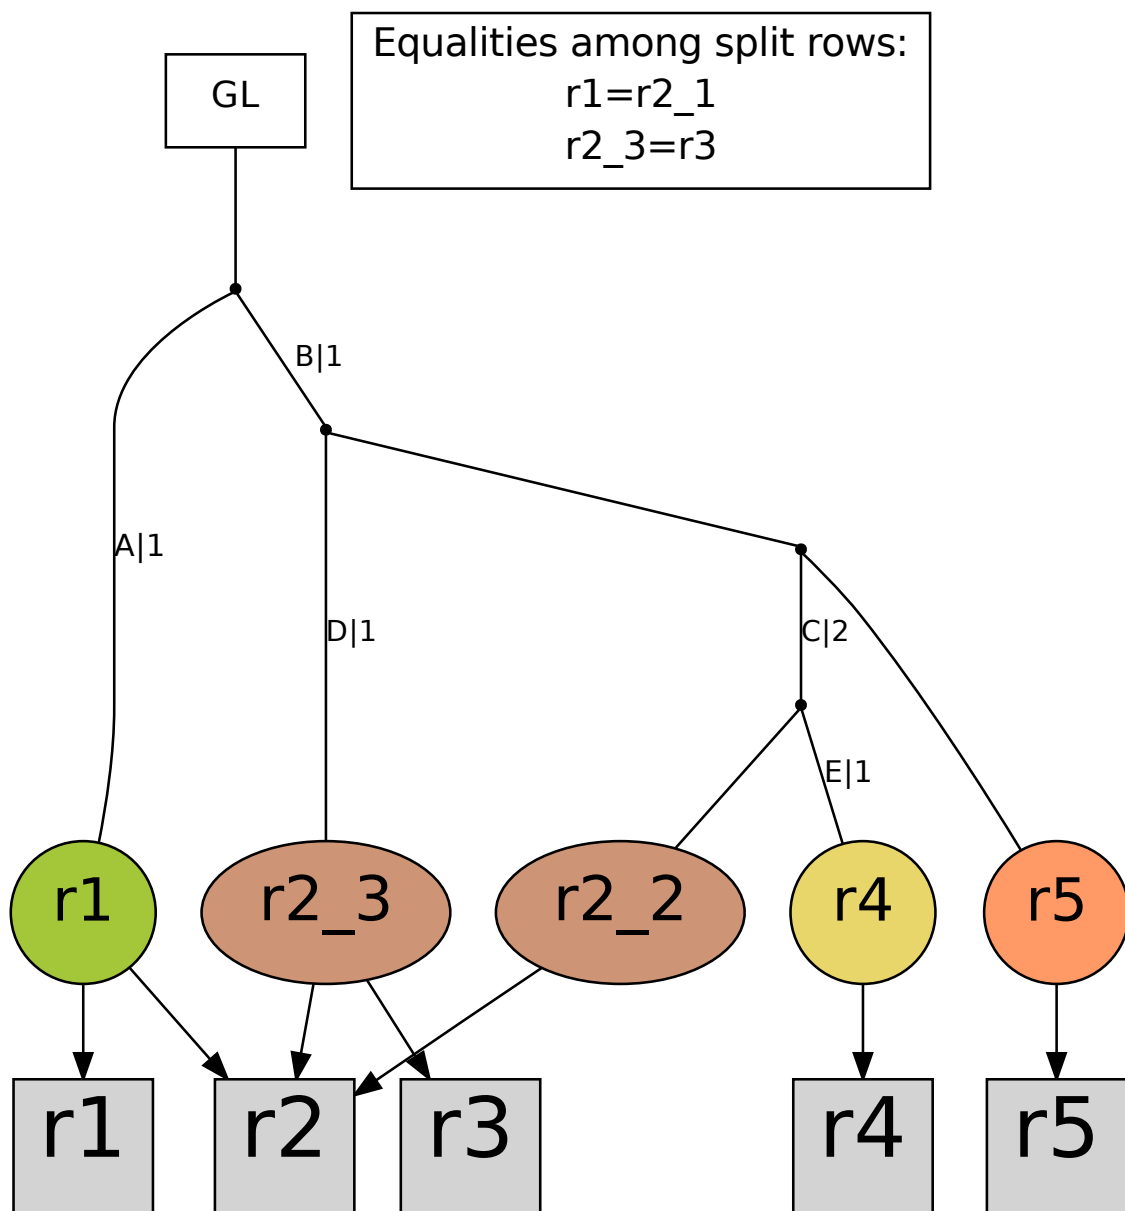 Equalities among split rows:
r1=r2_1
r2_3=r3
GL
B|1
A|1
D|1
C|2
E|1
r1
r2_3
r2_2
r4
r5
r1
r2
r3
r4
r5